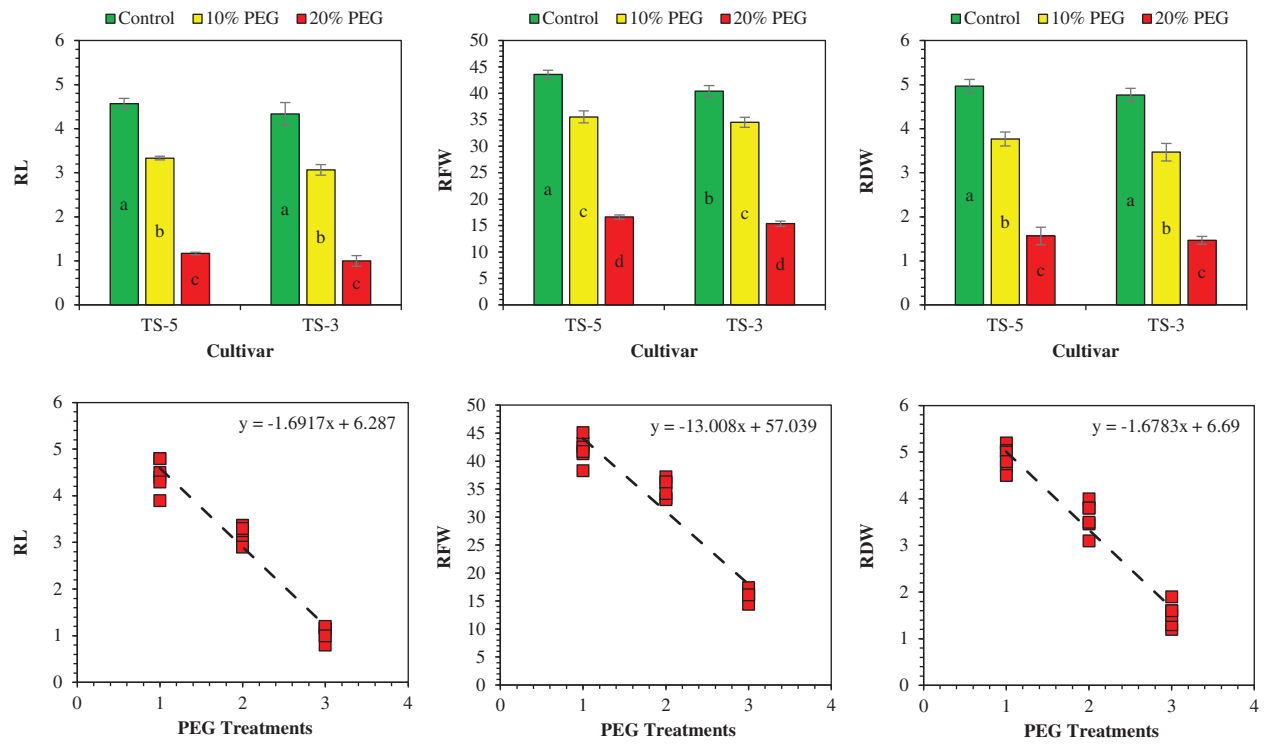 Control 10% PEG 20% PEG
RL
6
5
4
3
2
1
0
a
b
c
a
b
c
TS-5 TS-3
Cultivar
Control 10% PEG 20% PEG
RFW
50
45
40
35
30
25
20
15
10
5
0
a
c
d
b
c
d
TS-5 TS-3
Cultivar
Control 10% PEG 20% PEG
RDW
6
5
4
3
2
1
0
a
b
c
a
b
c
TS-5 TS-3
Cultivar
y = -1.6917x + 6.287
RL
6
5
4
3
2
1
0
0 1 2 3 4
PEG Treatments
y = -13.008x + 57.039
RFW
50
45
40
35
30
25
20
15
10
5
0
0 1 2 3 4
PEG Treatments
y = -1.6783x + 6.69
RDW
6
5
4
3
2
1
0
0 1 2 3 4
PEG Treatments